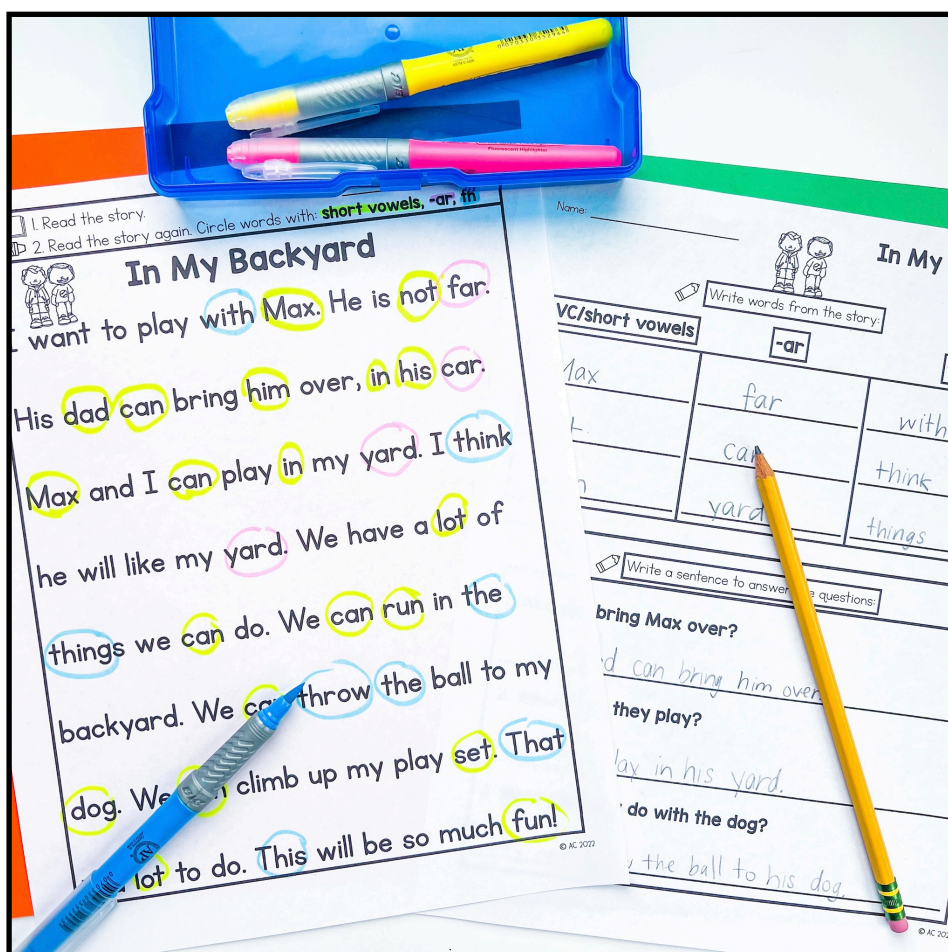 1. Read the story.
2. Read the story again. Circle words with: short vowels, -ar, th
In My Backyard
I want to play with Max. He is not far.
His dad can bring him over, in his car.
Max and I can play in my yard. I think
he will like my yard. We have a lot of
things we can do. We can run in the
backyard. We can throw the ball to my
dog. We climb up my play set. That
lot to do. This will be so much fun!
© AC 2022
Name:
In My
Write words from the story:
VC/short vowels
-ar
Max
far
with
car
think
yard
things
Write a sentence to answer questions:
bring Max over?
can bring him over
they play?
in his yard.
do with the dog?
the ball to his dog.
© AC
Fluorescent Highlighter